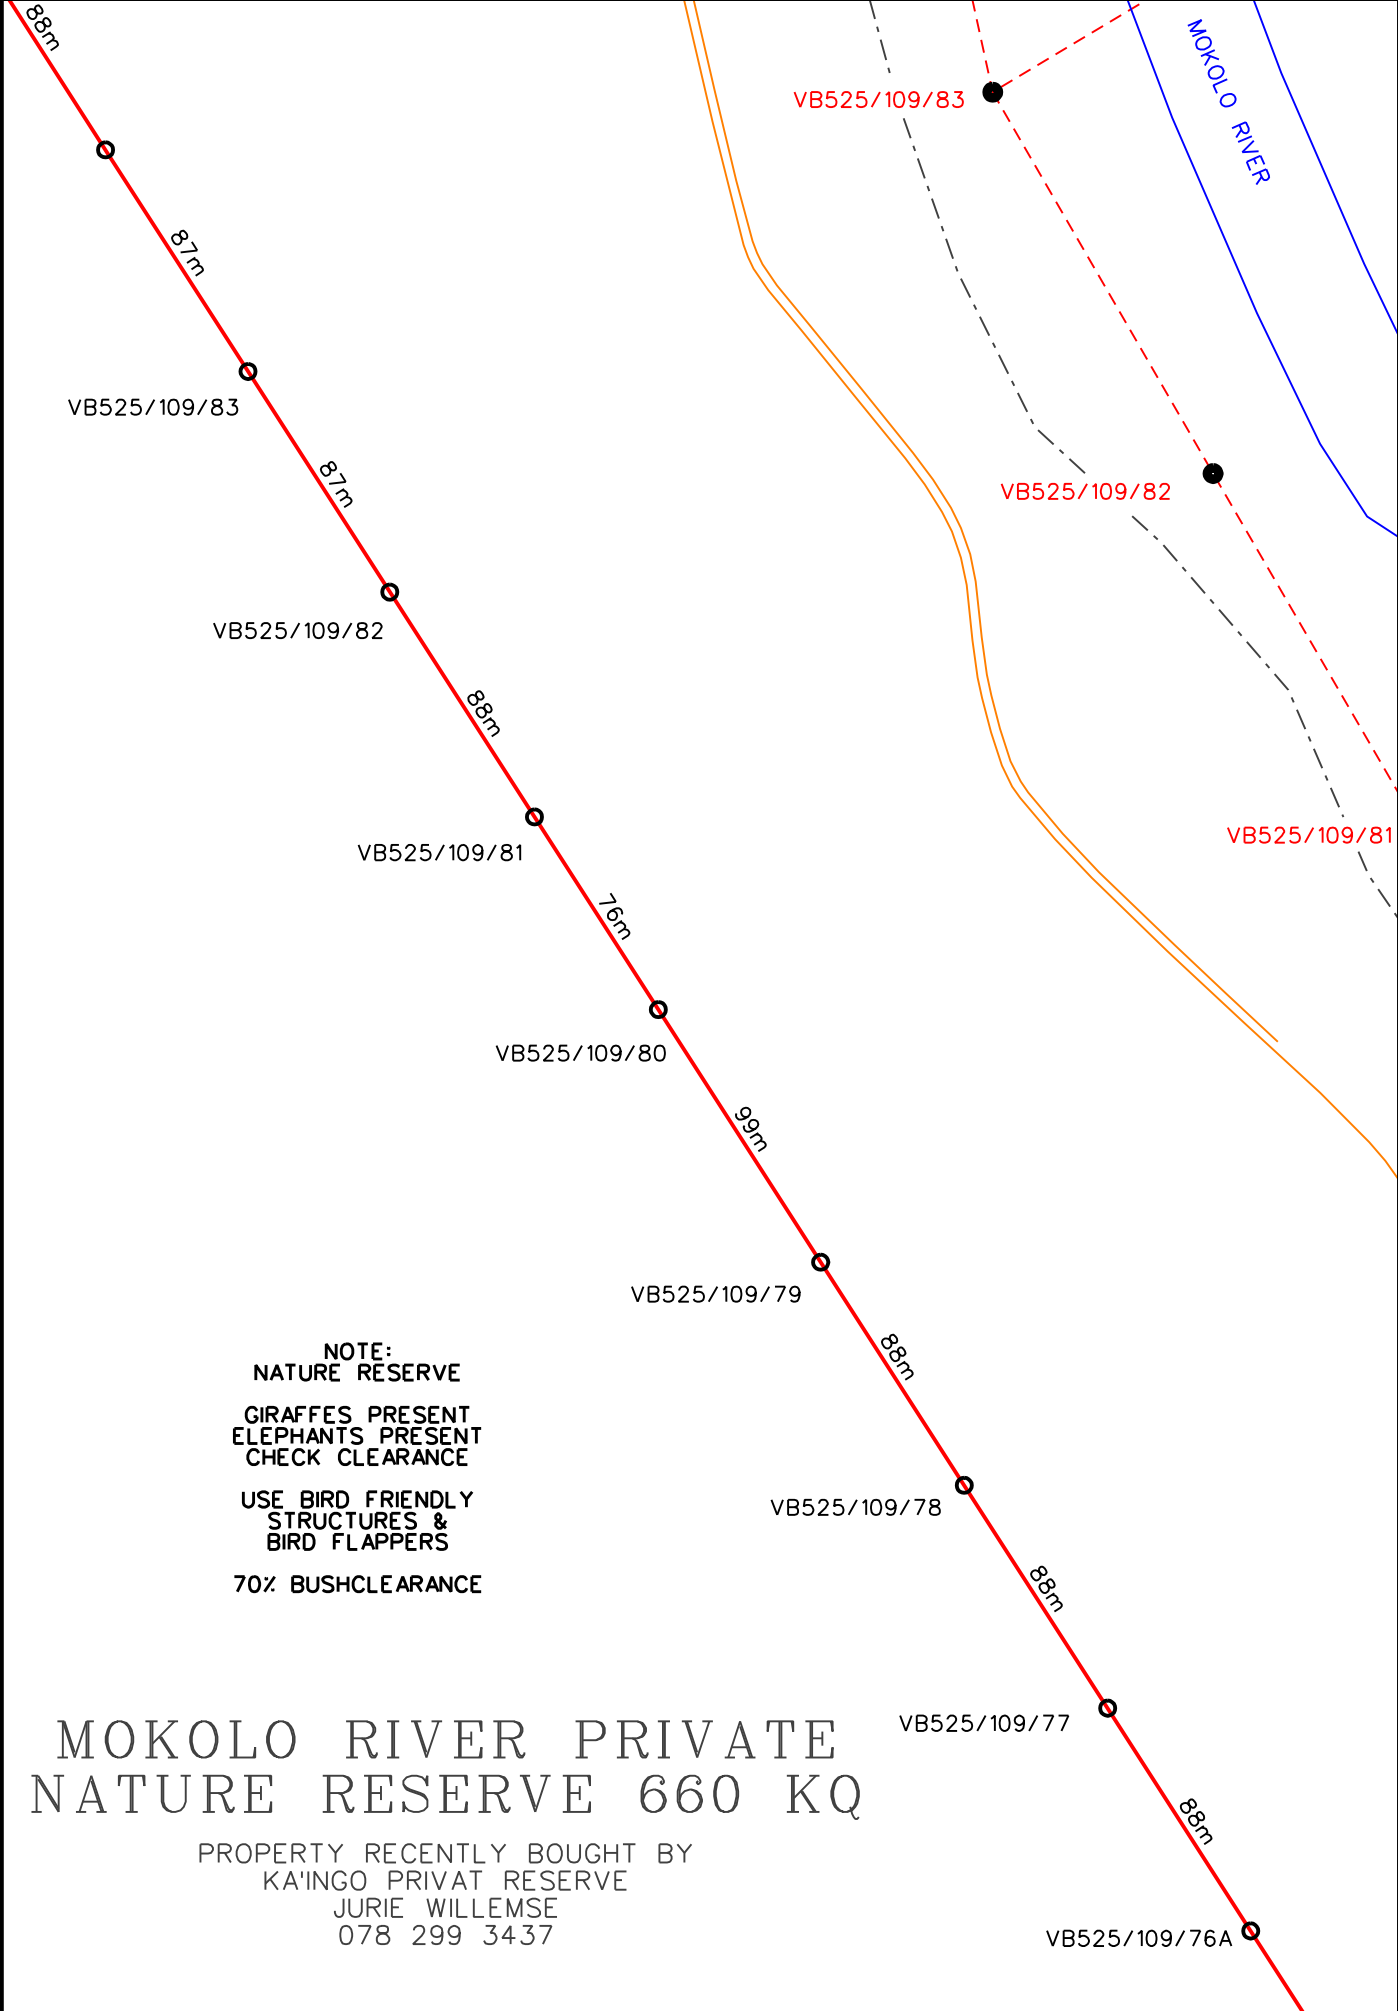 88m
MOKOLO RIVER
VB525/109/83
87m
VB525/109/83
87m
VB525/109/82
VB525/109/82
88m
VB525/109/81
VB525/109/81
76m
VB525/109/80
99m
VB525/109/79
88m
NOTE:
NATURE RESERVE
GIRAFFES PRESENT
ELEPHANTS PRESENT
CHECK CLEARANCE
USE BIRD FRIENDLY
STRUCTURES &
BIRD FLAPPERS
70% BUSHCLEARANCE
VB525/109/78
88m
VB525/109/77
MOKOLO RIVER PRIVATE
NATURE RESERVE 660 KQ
88m
PROPERTY RECENTLY BOUGHT BY
KA'INGO PRIVAT RESERVE
JURIE WILLEMSE
078 299 3437
VB525/109/76A